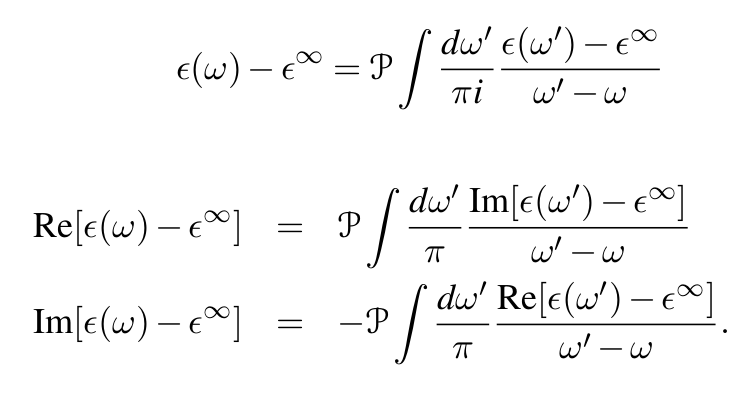 ϵ(ω) − ϵ^∞ = 𝒫 ∫ dω′/πi (ϵ(ω′) − ϵ^∞)/(ω′ − ω)
Re[ϵ(ω) − ϵ^∞] = 𝒫 ∫ dω′/π Im[ϵ(ω′) − ϵ^∞]/(ω′ − ω)
Im[ϵ(ω) − ϵ^∞] = −𝒫 ∫ dω′/π Re[ϵ(ω′) − ϵ^∞]/(ω′ − ω).